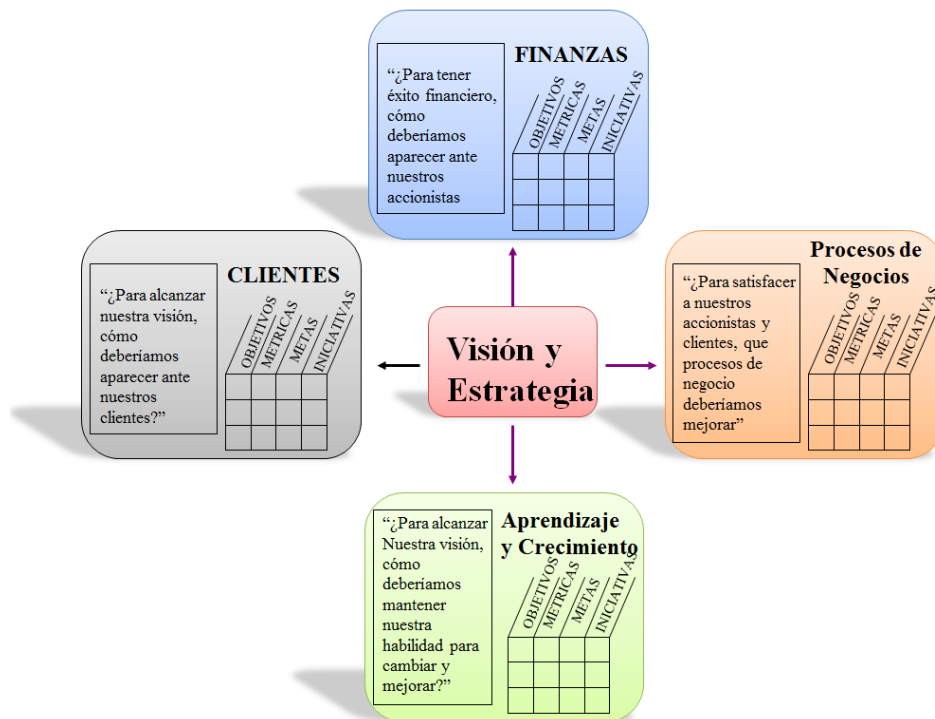 FINANZAS
“¿Para tener
éxito financiero,
cómo
deberíamos
aparecer ante
nuestros
accionistas
OBJETIVOS
METRICAS
METAS
INICIATIVAS
CLIENTES
“¿Para alcanzar
nuestra visión,
cómo
deberíamos
aparecer ante
nuestros
clientes?”
OBJETIVOS
METRICAS
METAS
INICIATIVAS
Visión y
Estrategia
Procesos de
Negocios
“¿Para satisfacer
a nuestros
accionistas y
clientes, que
procesos de
negocio
deberíamos
mejorar”
OBJETIVOS
METRICAS
METAS
INICIATIVAS
Aprendizaje
y Crecimiento
“¿Para alcanzar
Nuestra visión,
cómo
deberíamos
mantener
nuestra
habilidad para
cambiar y
mejorar?”
OBJETIVOS
METRICAS
METAS
INICIATIVAS